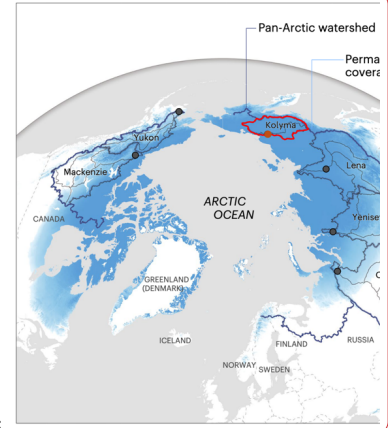 Pan-Arctic watershed
Perma
covera
Kolyma
Yukon
Lena
Mackenzie
ARCTIC
OCEAN
Yenise
CANADA
GREENLAND
(DENMARK)
ICELAND
FINLAND
RUSSIA
NORWAY
SWEDEN